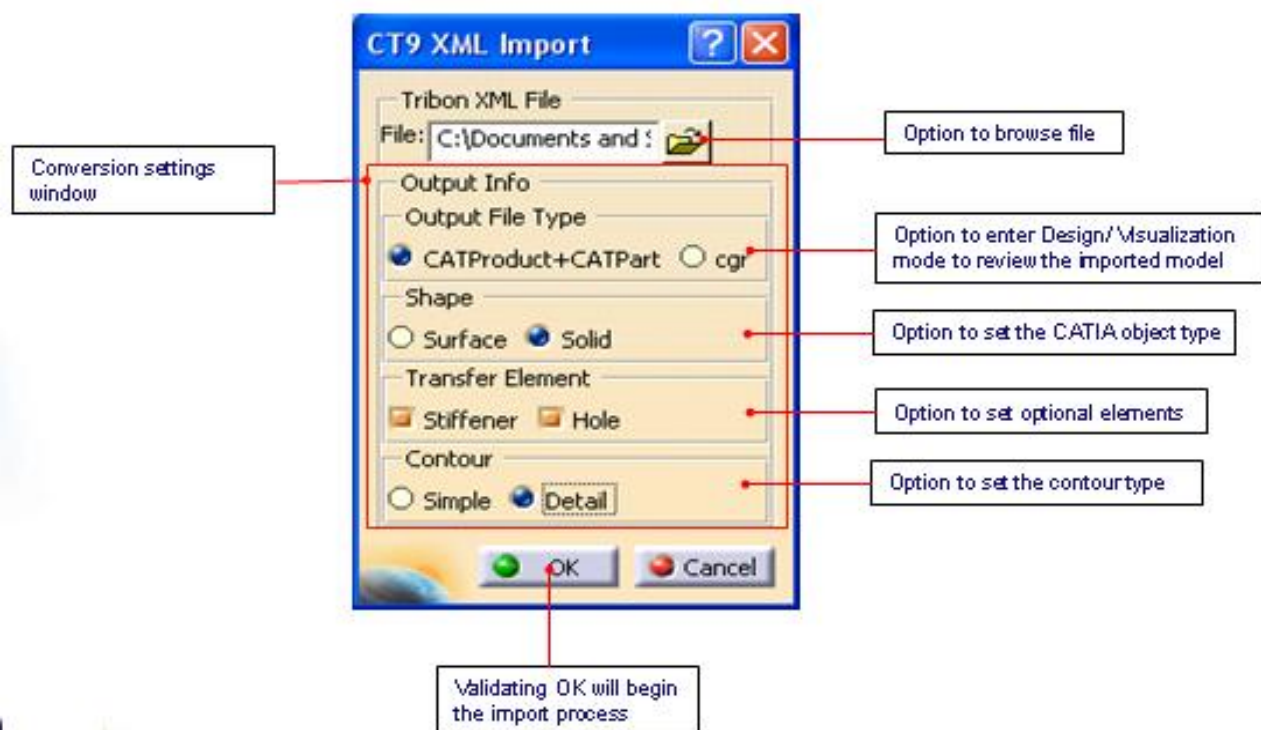 CT9 XML Import
Tribon XML File
File: C:\Documents and S
Option to browse file
Conversion settings
window
Output Info
Output File Type
CATProduct+CATPart cgr
Option to enter Design/Visualization
mode to review the imported model
Shape
Surface Solid
Option to set the CATIA object type
Transfer Element
Stiffener Hole
Option to set optional elements
Contour
Simple Detail
Option to set the contour type
OK Cancel
Validating OK will begin
the import process